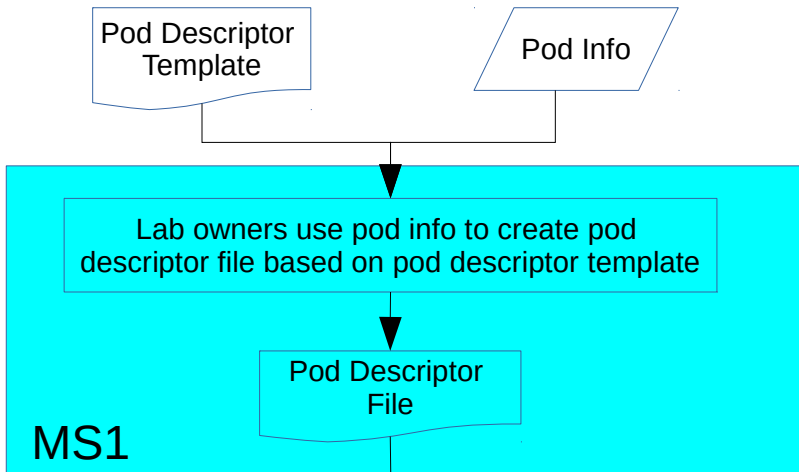 Pod Descriptor
Template
Pod Info
Lab owners use pod info to create pod
descriptor file based on pod descriptor template
Pod Descriptor
File
MS1